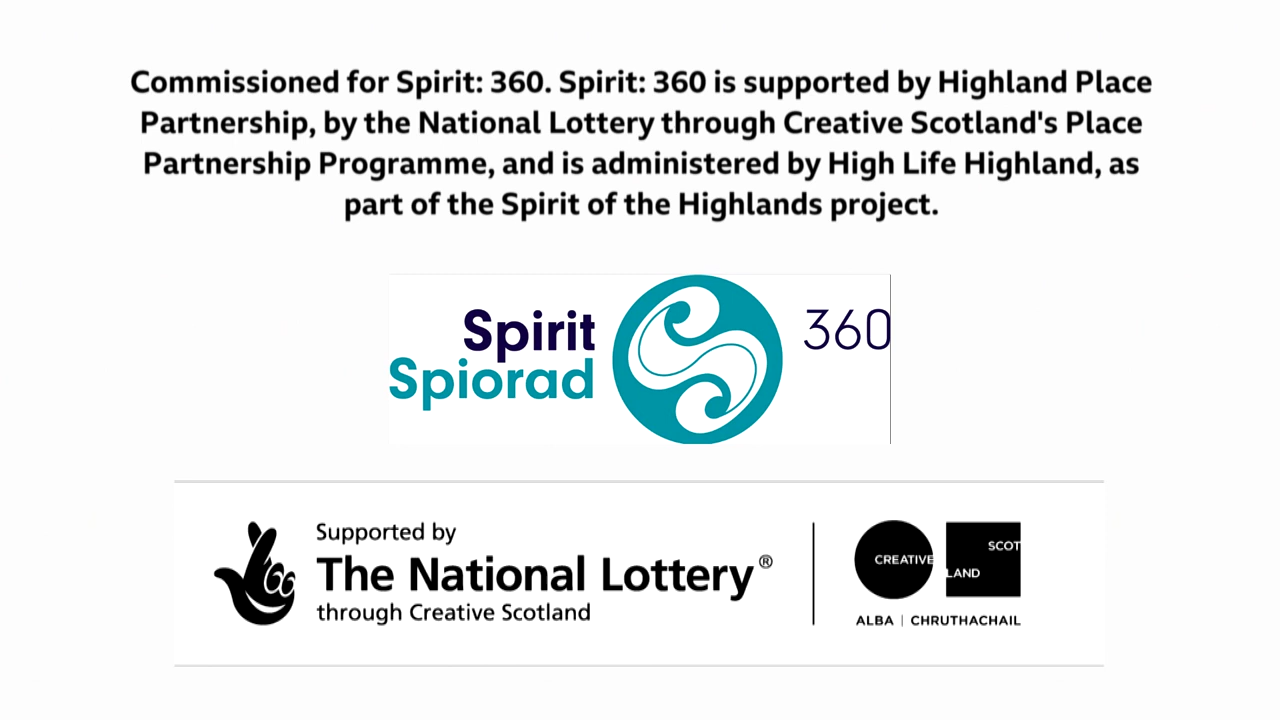 Commissioned for Spirit: 360. Spirit: 360 is supported by Highland Place
Partnership, by the National Lottery through Creative Scotland's Place
Partnership Programme, and is administered by High Life Highland, as
part of the Spirit of the Highlands project.
Spirit
Spiorad
360
Supported by
The National Lottery®
through Creative Scotland
CREATIVE SCOT
LAND
ALBA | CHRUTHACHAIL